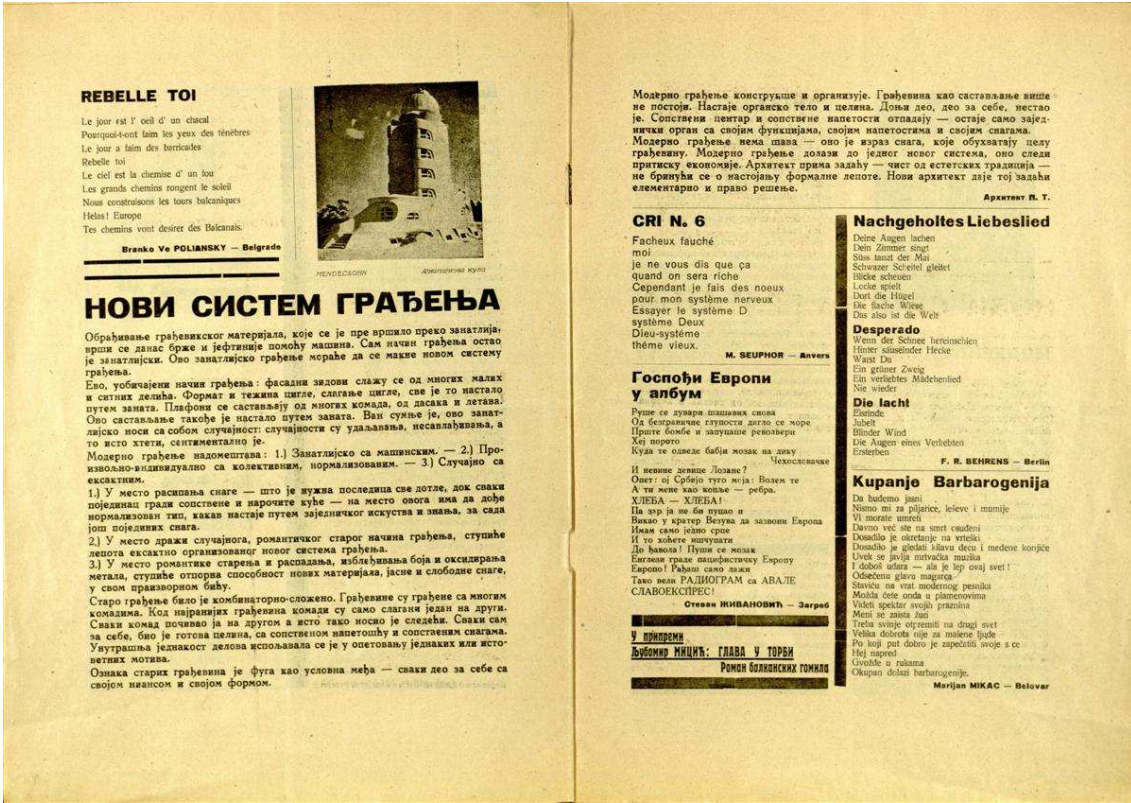 REBELLE TOI
Le jour est l' oeil d' un chacal
Pourquoi-t-ont faim les yeux des ténèbres
Le jour a faim des barricades
Rebelle toi
Le ciel est la chemise d' un fou
Les grands chemins rongent le soleil
Nous construisons les tours balcaniques
Helas! Europe
Tes chemins vont desirer des Balcanais.
Branko Ve POLIANSKY — Belgrade
MENDELSOHN
Ајнштајнова кула
НОВИ СИСТЕМ ГРАЂЕЊА
Обрађивање грађевиског материјала, које се је пре вршило преко занатлија,
врши се данас брже и јефтиније помоћу машина. Сам начин грађења остао
је занатлијски. Ово занатлијско грађење мораће да се макне новом систему
грађења.
Ево, уобичајени начин грађења: фасадни зидови слажу се од многих малих
и ситних делића. Формат и тежина цигле, слагање цигле, све је то настало
путем заната. Плафони се састављају од многих комада, од дасака и летава.
Ово састављање такође је настало путем заната. Ван сумње је, ово занат-
лијско носи са собом случајност: случајности су удаљавања, несавлађивања, а
то исто хтети, сентиментално је.
Модерно грађење надомештава: 1.) Занатлијско са машинским. — 2.) Про-
извољно-индивидуално са колективним, нормализованим. — 3.) Случајно са
ексактним.
1.) У место расипања снаге — што је нужна последица све дотле, док сваки
појединац гради сопствене и нарочите куће — на место овога има да дође
нормализован тип, какав настаје путем заједничког искуства и знања, за сада
још појединих снага.
2.) У место дражи случајнога, романтичког старог начина грађења, ступиће
лепота ексактно организованог новог система грађења.
3.) У место романтике старења и распадања, изблеђивања боја и оксидирања
метала, ступиће отпорна способност нових материјала, јасне и слободне снаге,
у свом праизворном бићу.
Старо грађење било је комбинаторно-сложено. Грађевине су грађене са многим
комадима. Код најранијих грађевина комади су само слагани један на други.
Сваки комад почивао ја на другом а исто тако носио је следећи. Сваки сам
за себе, био је готова целина, са сопственом напетошћу и сопственим снагама.
Унутрашња једнакост делова испољавала се је у опетовању једнаких или исто-
ветних мотива.
Ознака старих грађевина је фуга као условна међа — сваки део за себе са
својом ниансом и својом формом.
Модерно грађење конструкше и организује. Грађевина као састављање више
не постоји. Настаје органско тело и целина. Доњи део, део за себе, нестао
је. Сопствени центар и сопствене напетости отпадају — остаје само зајед-
нички орган са својим функцијама, својим напетостима и својим снагама.
Модерно грађење нема шава — оно је израз снага, које обухватају целу
грађевину. Модерно грађење долази до једног новог система, оно следи
притиску економије. Архитект прима задаћу — чист од естетских традиција —
не бринући се о настојању формалне лепоте. Нови архитект даје тој задаћи
елементарно и право решење.
Архитект П. Т.
CRI No 6
Facheux fauché
moi
je ne vous dis que ça
quand on sera riche
Cependant je fais des noeux
pour mon système nerveux
Essayer le système D
système Deux
Dieu-systéme
thème vieux.
M. SEUPHOR — Anvers
Госпођи Европи
у албум
Руше се дувари шашавих снова
Од безграничне глупости дигло се море
Прште бомбе и запуцаше револвери
Хеј порото
Куда те одведе бабји мозак на дику
Чехословачке
И невине девице Лозане?
Опет: ој Србијо туго моја: Волем те
А ти мене као копље — ребра.
ХЛЕБА — ХЛЕБА!
Па зар ја не би пуцао и
Викао у кратер Везува да зазвони Европа
Имам само једно срце
И то хоћете ишчупати
До ђавола! Пуши се мозак
Енглези граде пацифистичку Европу
Европо! Рађаш само лажи
Тако вели РАДИОГРАМ са АВАЛЕ
СЛАВОЕКСПРЕС!
Стеван ЖИВАНОВИЋ — Загреб
У припреми
Љубомир МИЦИЋ: ГЛАВА У ТОРБИ
Роман балканских гомила
Nachgeholtes Liebeslied
Deine Augen lachen
Dein Zimmer singt
Süss tanzt der Mai
Schwazer Scheitel gleitet
Blicke scheuen
Locke spielt
Dort die Hügel
Die flache Wiese
Das also ist die Welt
Desperado
Wenn der Schnee hereinschlen
Hinter säuseinder Hecke
Warst Du
Ein grüner Zweig
Ein verliebtes Mädchenlied
Nie wieder
Die lacht
Eisrinde
Jubelt
Blinder Wind
Die Augen eines Verliebten
Ersterben
F. R. BEHRENS — Berlin
Kupanje Barbarogenija
Da budemo jasni
Nismo mi za piljarice, leševe i mumije
Vi morate umreti
Davno već ste na smrt osuđeni
Dosadilo je okretanje na vrteški
Dosadilo je gledati kilavu decu i medene konjiće
Uvek se javlja mrtvačka muzika
I doboš udara — ala je lep ovaj svet!
Odsečenu glavu magarca
Staviću na vrat modernog pesnika
Možda ćete onda u plamenovima
Videti spektar svojih praznina
Meni se zaista žuri
Treba svinje otpremiti na drugi svet
Velika dobrota nije za malene ljude
Po koji put dobro je zapečatiti svoje s ce
Hej napred
Gvožđe u rukama
Okupan dolazi barbarogenije.
Marijan MIKAC — Belovar